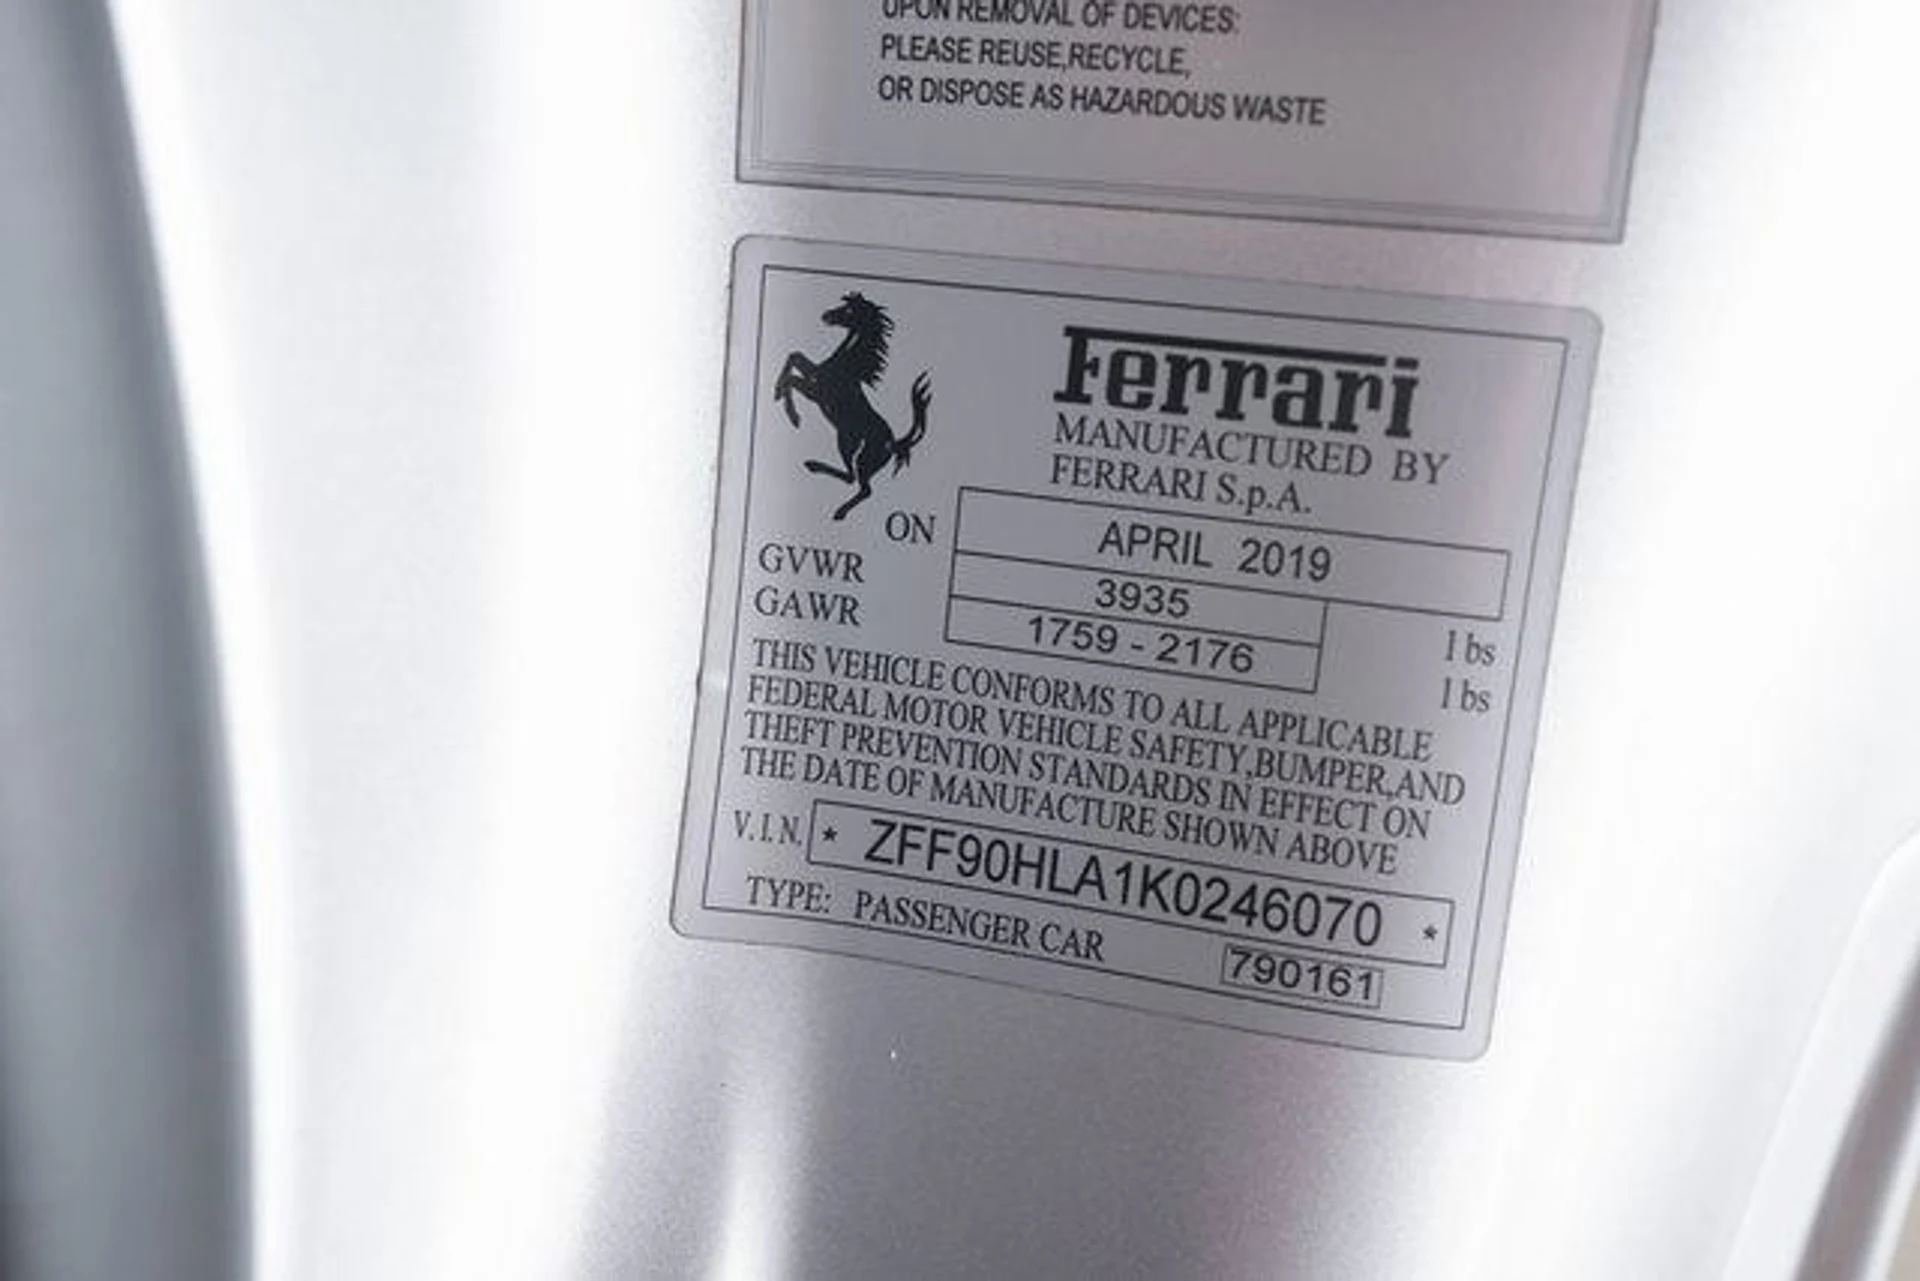 UPON REMOVAL OF DEVICES:
PLEASE REUSE,RECYCLE,
OR DISPOSE AS HAZARDOUS WASTE
Ferrari
MANUFACTURED BY
FERRARI S.p.A.
ON APRIL 2019
GVWR 3935 lbs
GAWR 1759 - 2176 lbs
THIS VEHICLE CONFORMS TO ALL APPLICABLE
FEDERAL MOTOR VEHICLE SAFETY,BUMPER,AND
THEFT PREVENTION STANDARDS IN EFFECT ON
THE DATE OF MANUFACTURE SHOWN ABOVE
V.I.N. * ZFF90HLA1K0246070 *
TYPE: PASSENGER CAR 790161